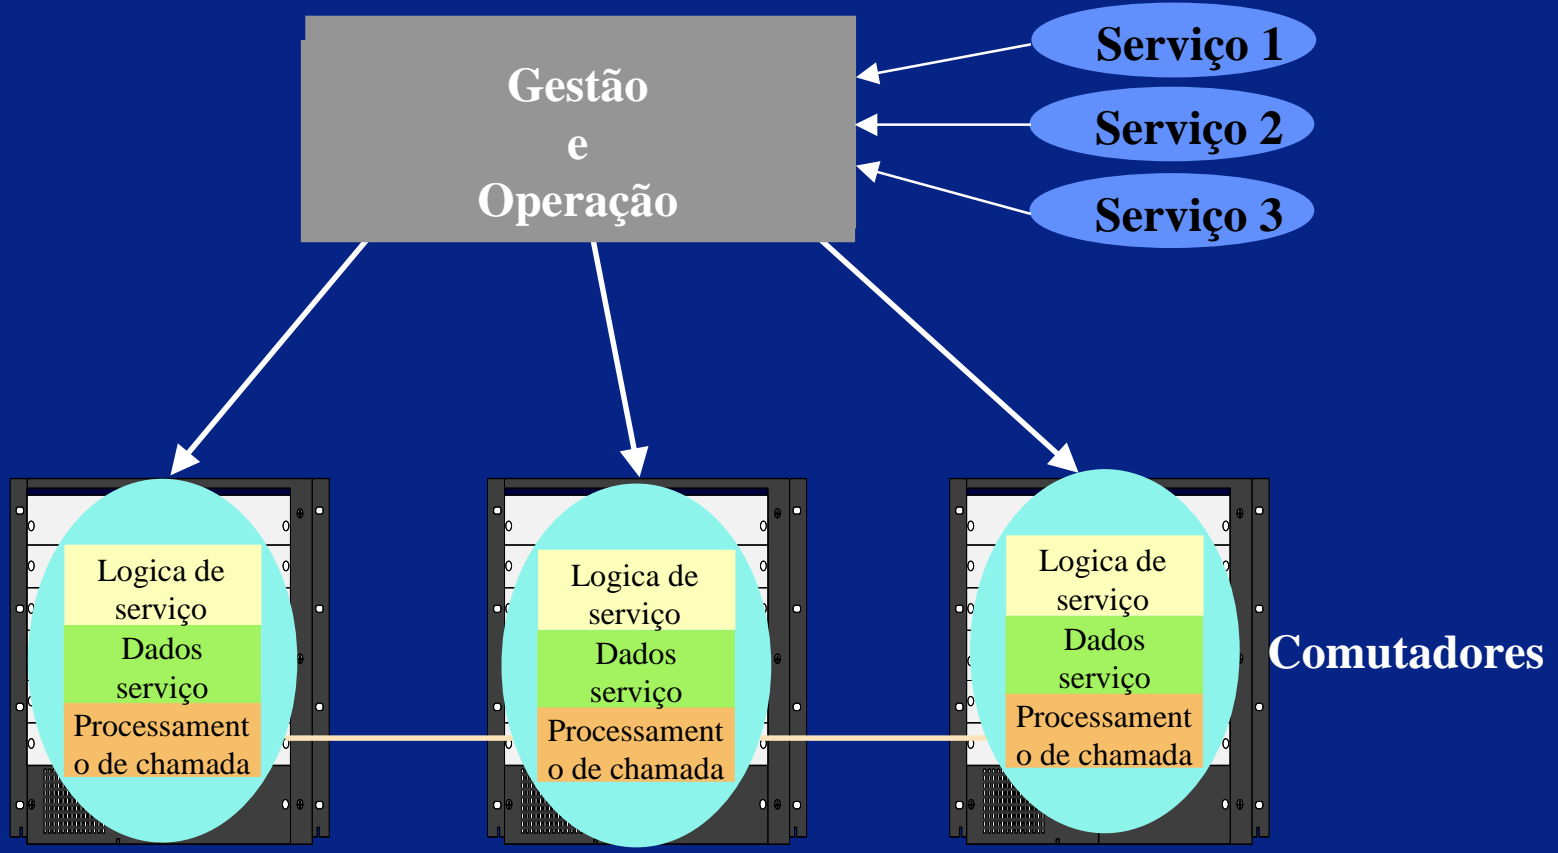 Gestão
e
Operação
Serviço 1
Serviço 2
Serviço 3
Logica de
serviço
Dados
serviço
Processament
o de chamada
Logica de
serviço
Dados
serviço
Processament
o de chamada
Logica de
serviço
Dados
serviço
Processament
o de chamada
Comutadores